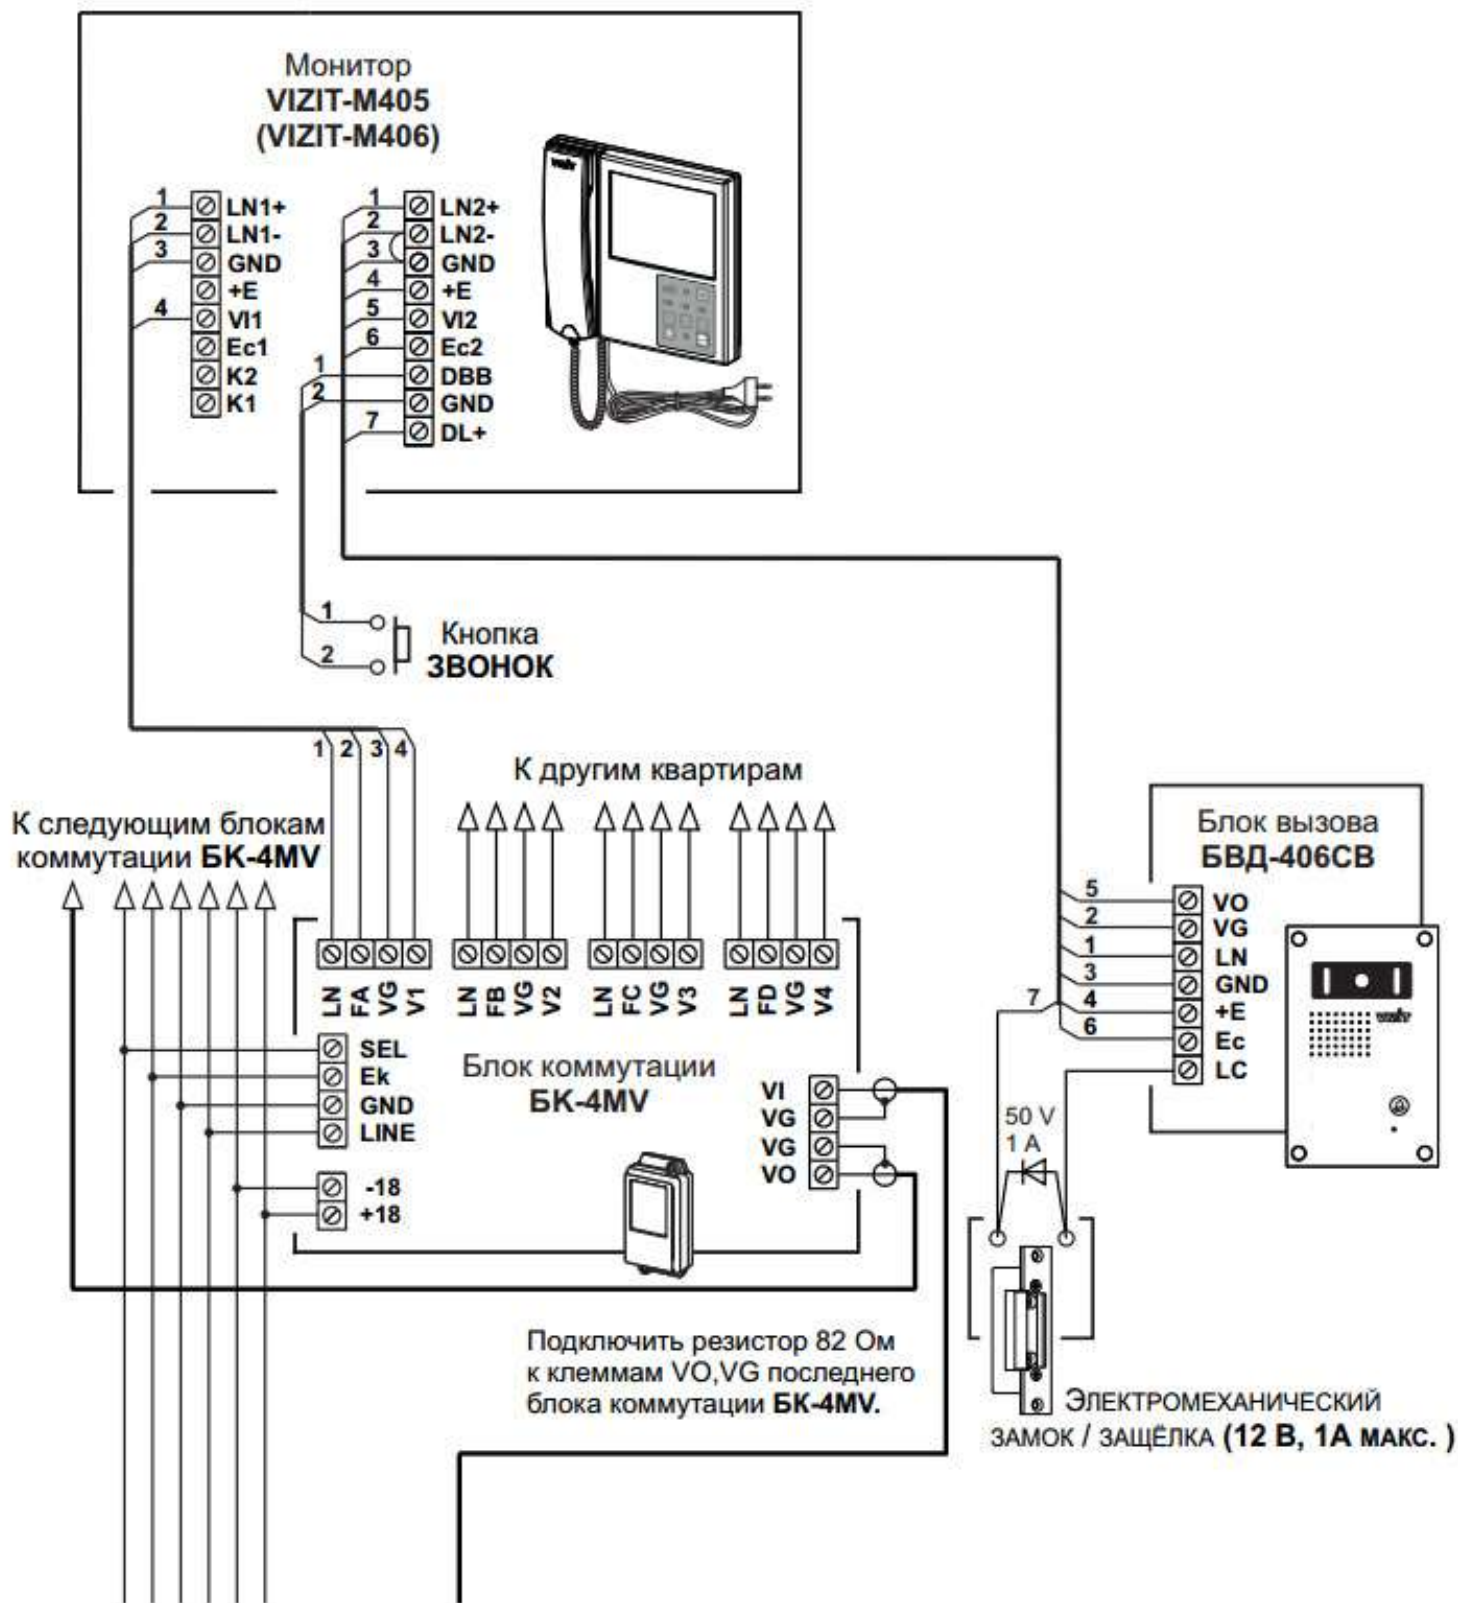 Монитор
VIZIT-M405
(VIZIT-M406)
1 LN1+
2 LN1-
3 GND
+E
4 VI1
Ec1
K2
K1
1 LN2+
2 LN2-
3 GND
4 +E
5 VI2
6 Ec2
1 DBB
2 GND
7 DL+
1
2
Кнопка
ЗВОНОК
1 2 3 4
К другим квартирам
К следующим блокам
коммутации БК-4MV
LN FA VG V1
LN FB VG V2
LN FC VG V3
LN FD VG V4
SEL
Ek
GND
LINE
-18
+18
Блок коммутации
БК-4MV
VI
VG
VG
VO
Блок вызова
БВД-406CB
5 VO
2 VG
1 LN
3 GND
7 4 +E
6 Ec
LC
50 V
1 A
Подключить резистор 82 Ом
к клеммам VO,VG последнего
блока коммутации БК-4MV.
ЭЛЕКТРОМЕХАНИЧЕСКИЙ
ЗАМОК / ЗАЩЁЛКА (12 В, 1А МАКС. )